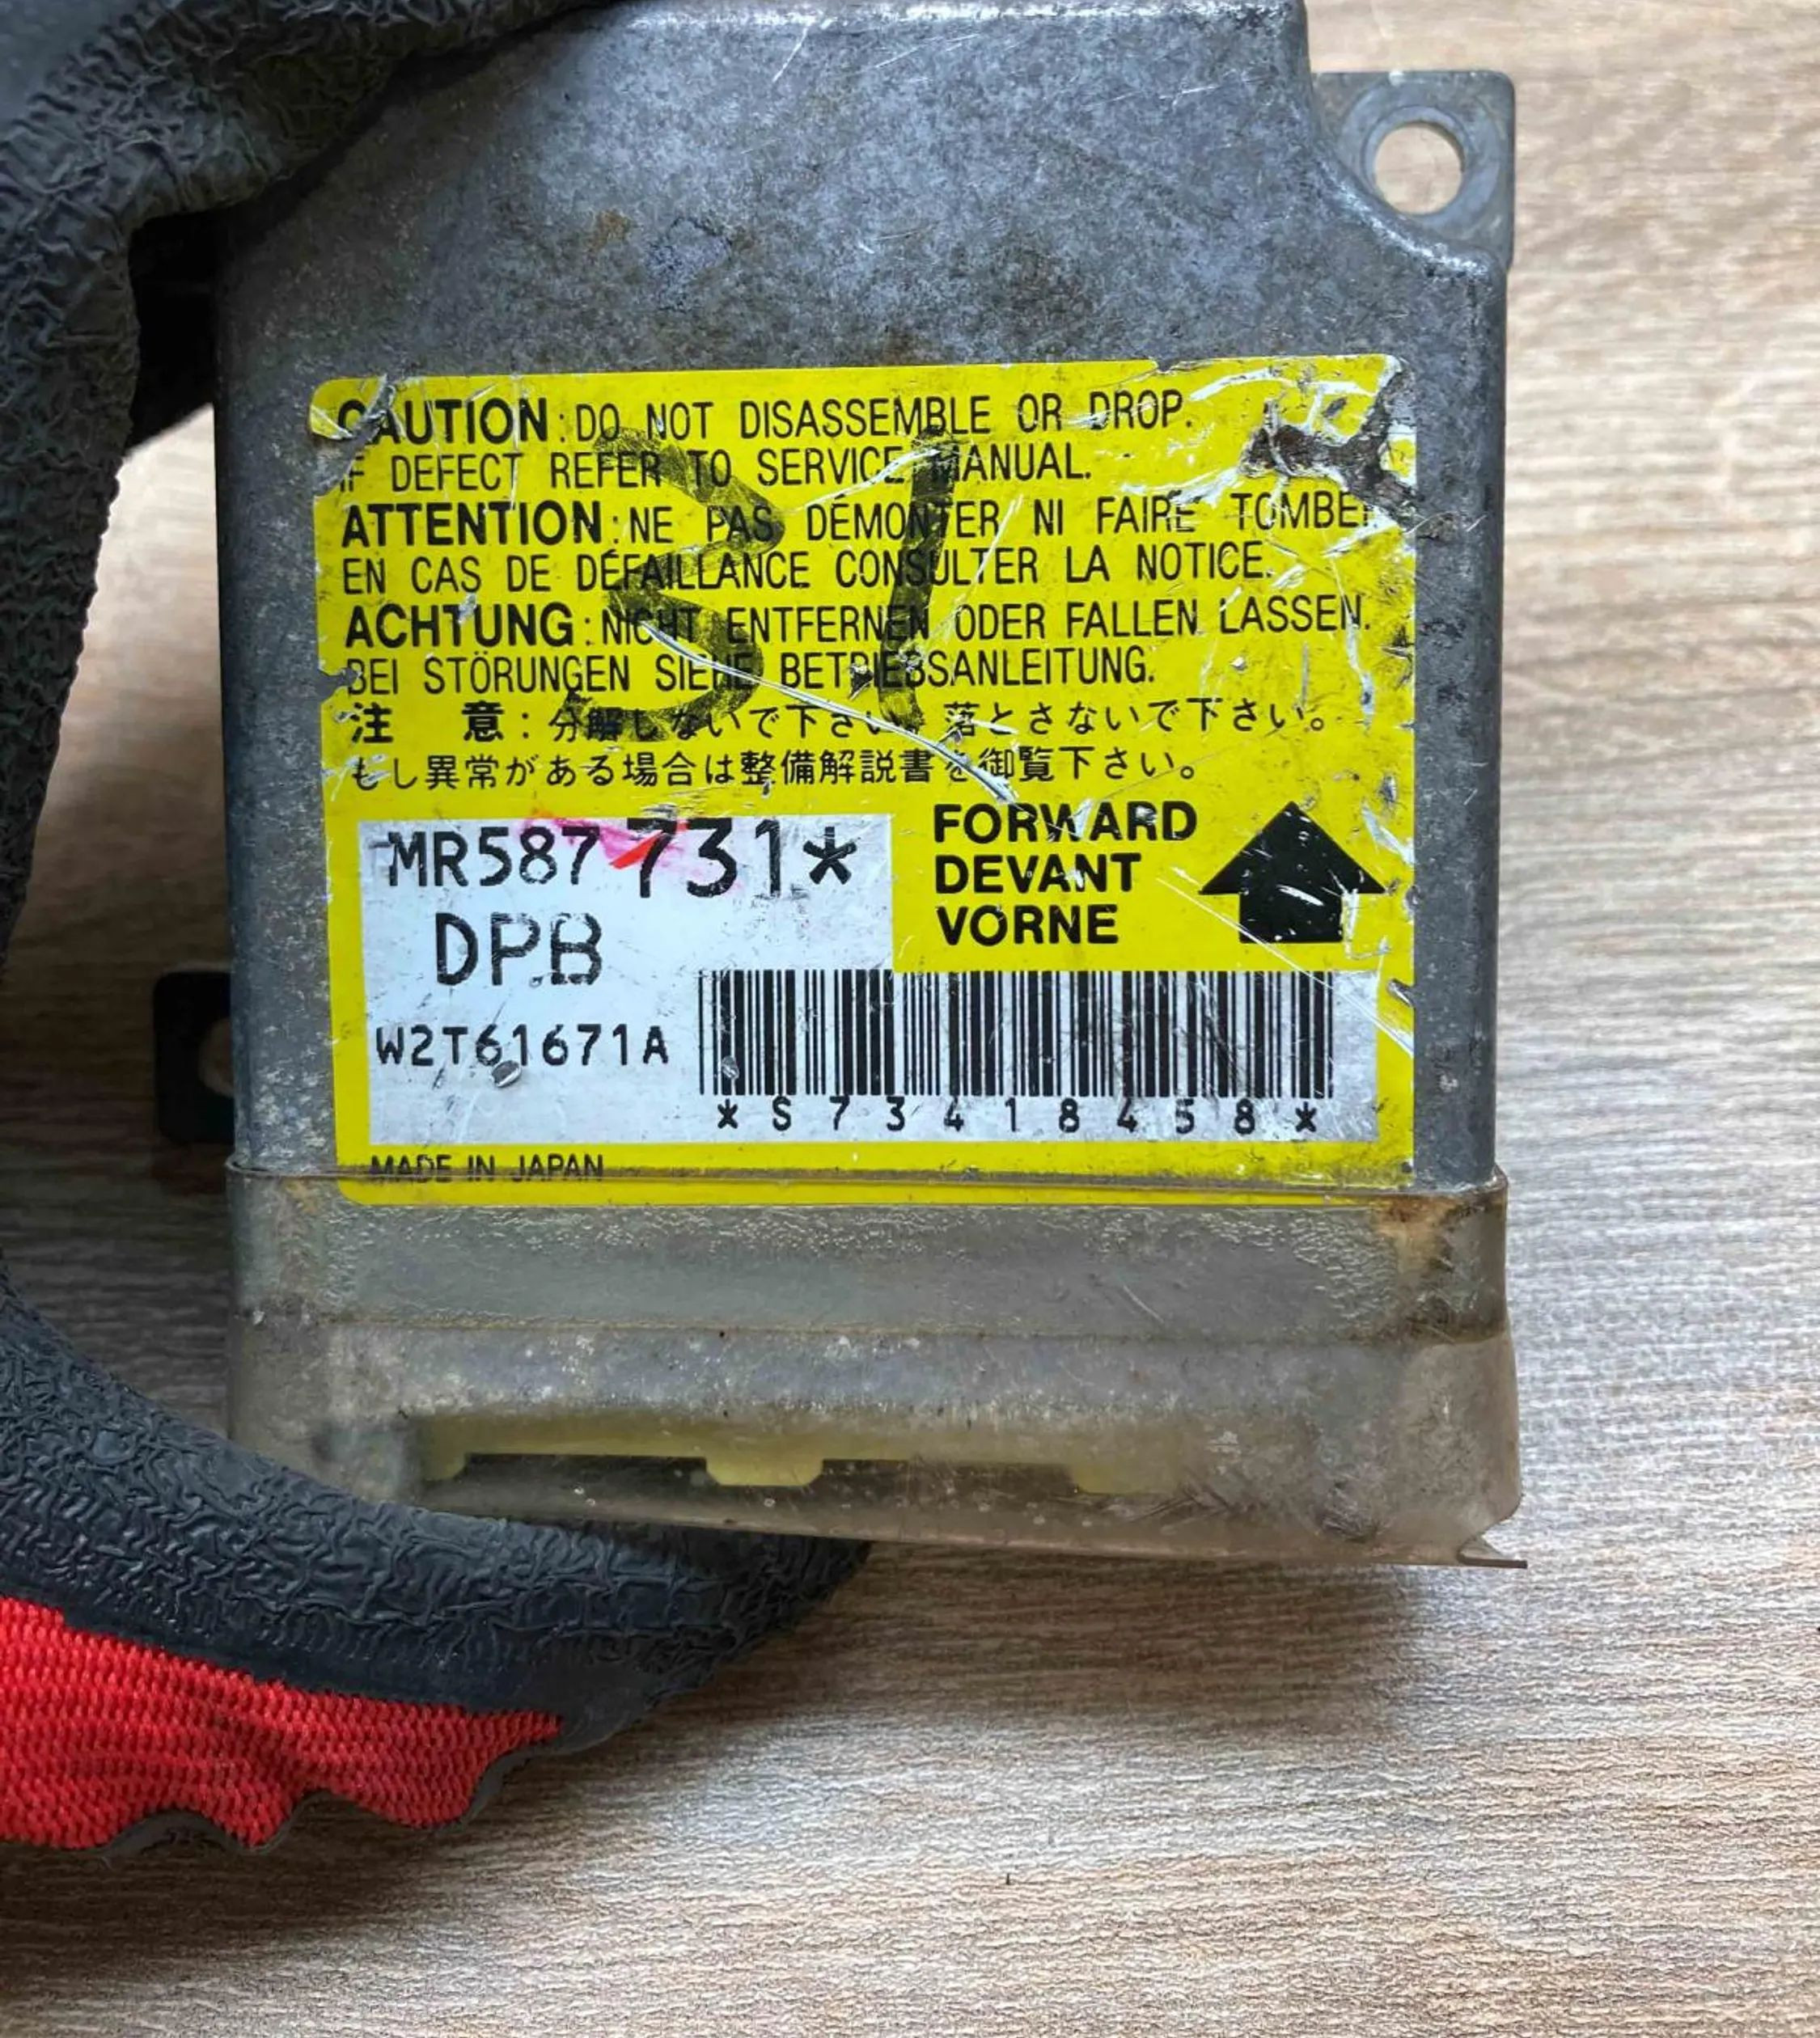 CAUTION:DO NOT DISASSEMBLE OR DROP.
IF DEFECT REFER TO SERVICE MANUAL.
ATTENTION:NE PAS DÉMONTER NI FAIRE TOMBER
EN CAS DE DÉFAILLANCE CONSULTER LA NOTICE.
ACHTUNG:NICHT ENTFERNEN ODER FALLEN LASSEN.
BEI STÖRUNGEN SIEHE BETRIEBSANLEITUNG.
注 意:分解しないで下さい。落とさないで下さい。
もし異常がある場合は整備解説書を御覧下さい。
31
MR587731*
DPB
FORWARD
DEVANT
VORNE
W2T61671A
*S73418458*
MADE IN JAPAN